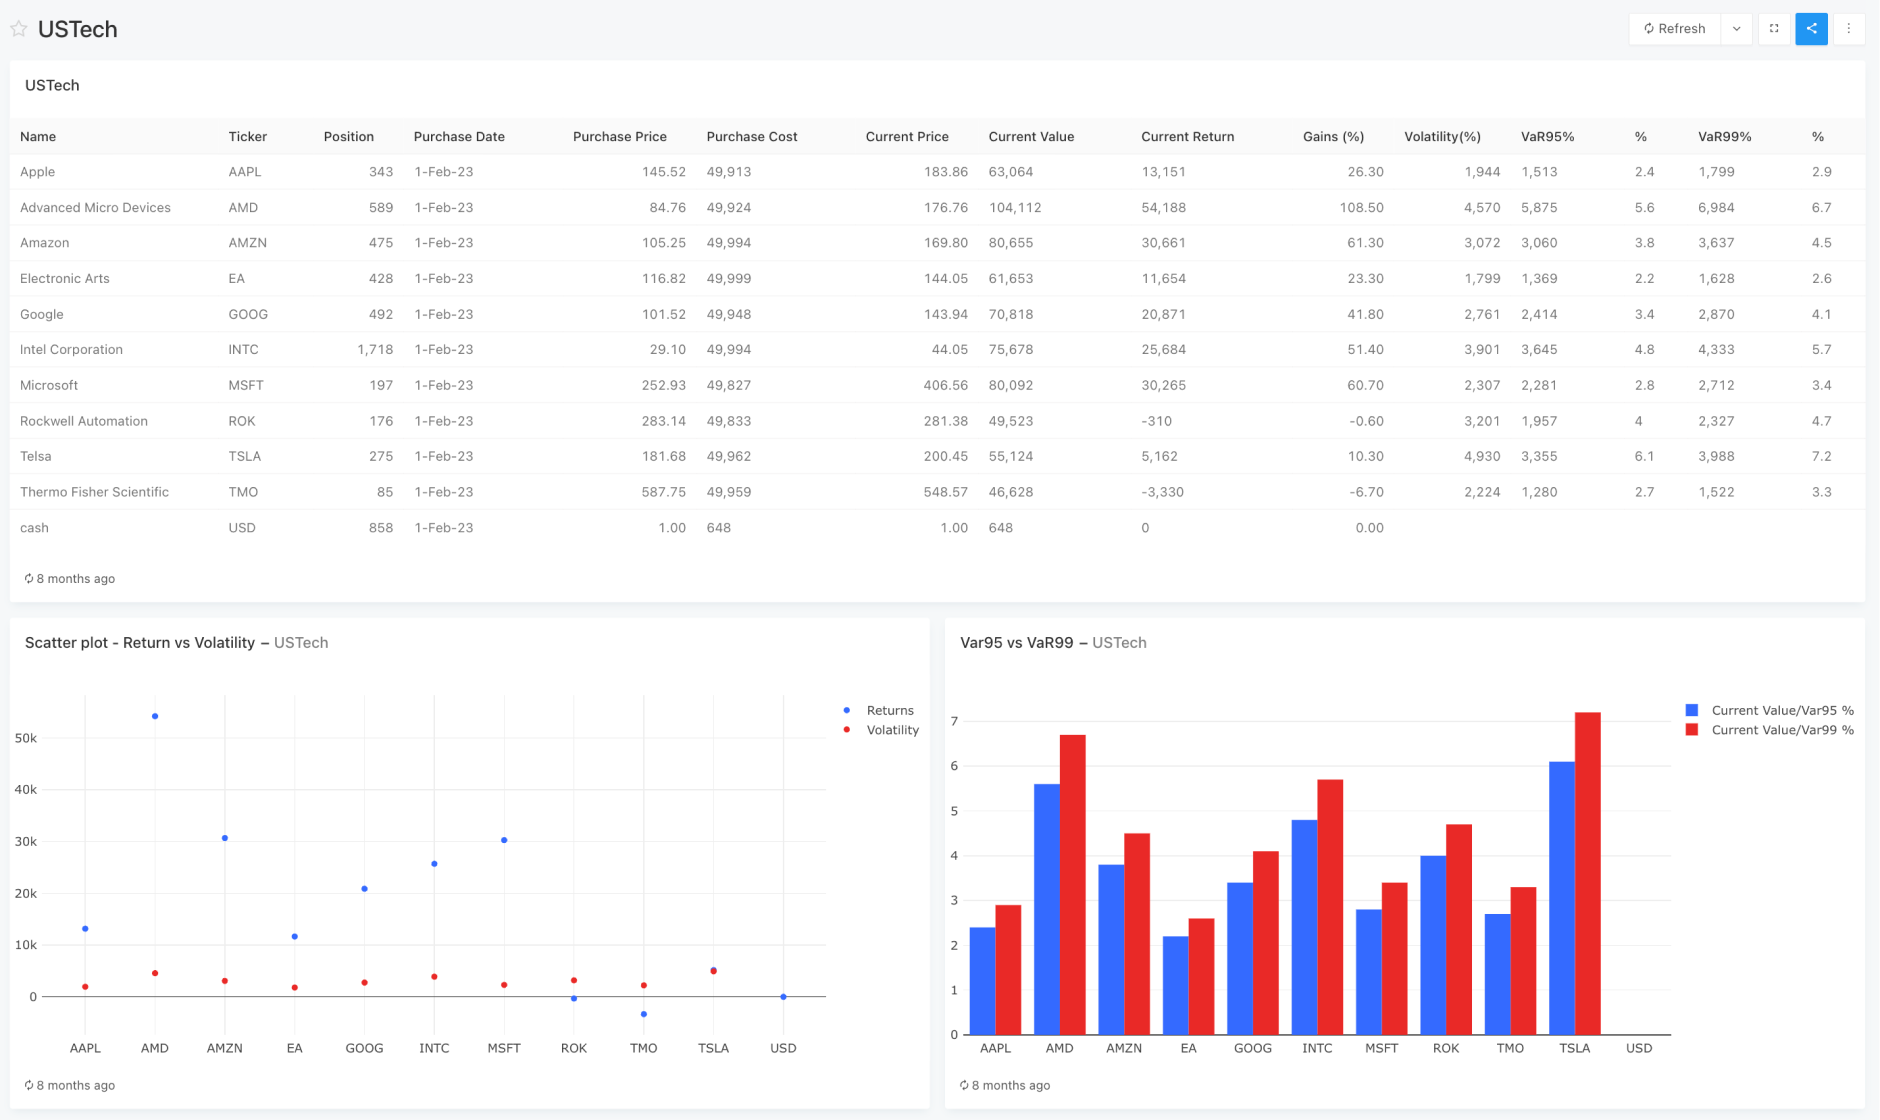 USTech
Refresh
USTech
Name Ticker Position Purchase Date Purchase Price Purchase Cost Current Price Current Value Current Return Gains (%) Volatility(%) VaR95% % VaR99% %
Apple AAPL 343 1-Feb-23 145.52 49,913 183.86 63,064 13,151 26.30 1,944 1,513 2.4 1,799 2.9
Advanced Micro Devices AMD 589 1-Feb-23 84.76 49,924 176.76 104,112 54,188 108.50 4,570 5,875 5.6 6,984 6.7
Amazon AMZN 475 1-Feb-23 105.25 49,994 169.80 80,655 30,661 61.30 3,072 3,060 3.8 3,637 4.5
Electronic Arts EA 428 1-Feb-23 116.82 49,999 144.05 61,653 11,654 23.30 1,799 1,369 2.2 1,628 2.6
Google GOOG 492 1-Feb-23 101.52 49,948 143.94 70,818 20,871 41.80 2,761 2,414 3.4 2,870 4.1
Intel Corporation INTC 1,718 1-Feb-23 29.10 49,994 44.05 75,678 25,684 51.40 3,901 3,645 4.8 4,333 5.7
Microsoft MSFT 197 1-Feb-23 252.93 49,827 406.56 80,092 30,265 60.70 2,307 2,281 2.8 2,712 3.4
Rockwell Automation ROK 176 1-Feb-23 283.14 49,833 281.38 49,523 -310 -0.60 3,201 1,957 4 2,327 4.7
Telsa TSLA 275 1-Feb-23 181.68 49,962 200.45 55,124 5,162 10.30 4,930 3,355 6.1 3,988 7.2
Thermo Fisher Scientific TMO 85 1-Feb-23 587.75 49,959 548.57 46,628 -3,330 -6.70 2,224 1,280 2.7 1,522 3.3
cash USD 858 1-Feb-23 1.00 648 1.00 648 0 0.00
8 months ago
Scatter plot - Return vs Volatility – USTech
Returns
Volatility
50k
40k
30k
20k
10k
0
AAPL AMD AMZN EA GOOG INTC MSFT ROK TMO TSLA USD
8 months ago
Var95 vs VaR99 – USTech
Current Value/Var95 %
Current Value/Var99 %
7
6
5
4
3
2
1
0
AAPL AMD AMZN EA GOOG INTC MSFT ROK TMO TSLA USD
8 months ago